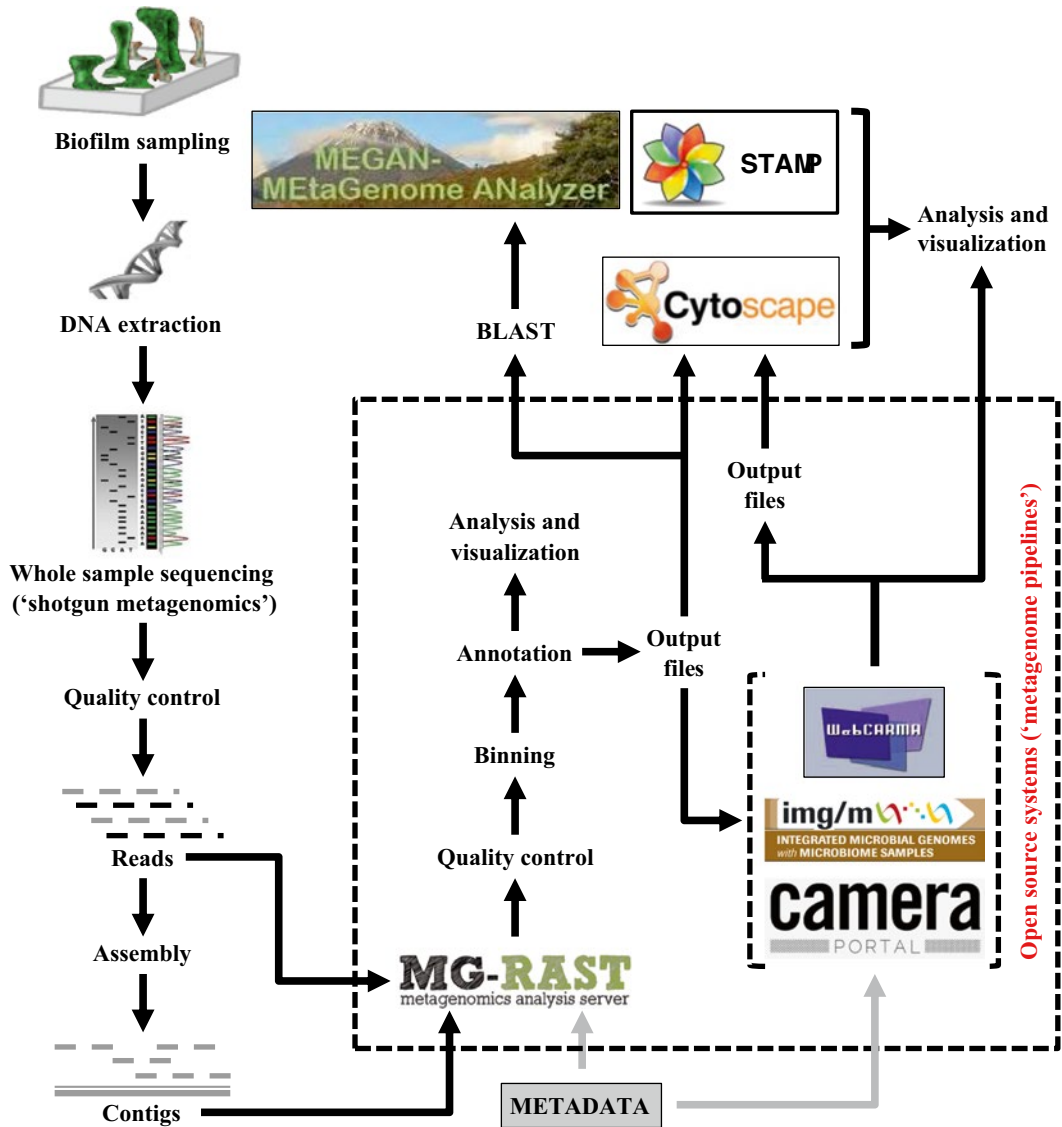 Biofilm sampling
DNA extraction
G C A T
Whole sample sequencing
(‘shotgun metagenomics’)
Quality control
Reads
Assembly
Contigs
MEGAN-
MEtaGenome ANalyzer
STAMP
Cytoscape
Analysis and
visualization
BLAST
Output
files
Analysis and
visualization
Annotation
Output
files
Binning
Quality control
MG-RAST
metagenomics analysis server
WebCARMA
img/m
INTEGRATED MICROBIAL GENOMES
with MICROBIOME SAMPLES
camera
PORTAL
Open source systems (‘metagenome pipelines’)
METADATA